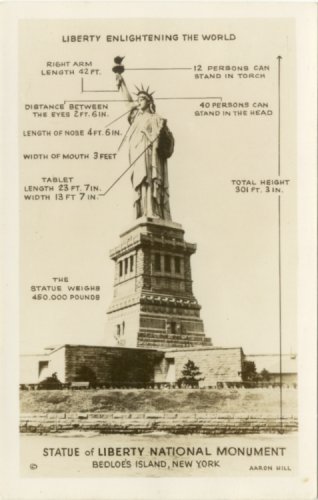 LIBERTY ENLIGHTENING THE WORLD
RIGHT ARM
LENGTH 42 FT.
12 PERSONS CAN
STAND IN TORCH
DISTANCE BETWEEN
THE EYES 2 FT. 6 IN.
40 PERSONS CAN
STAND IN THE HEAD
LENGTH OF NOSE 4 FT. 6 IN.
WIDTH OF MOUTH 3 FEET
TABLET
LENGTH 23 FT. 7 IN.
WIDTH 13 FT 7 IN.
TOTAL HEIGHT
301 FT. 3 IN.
THE
STATUE WEIGHS
450,000 POUNDS
STATUE of LIBERTY NATIONAL MONUMENT
© BEDLOE'S ISLAND, NEW YORK
AARON HILL